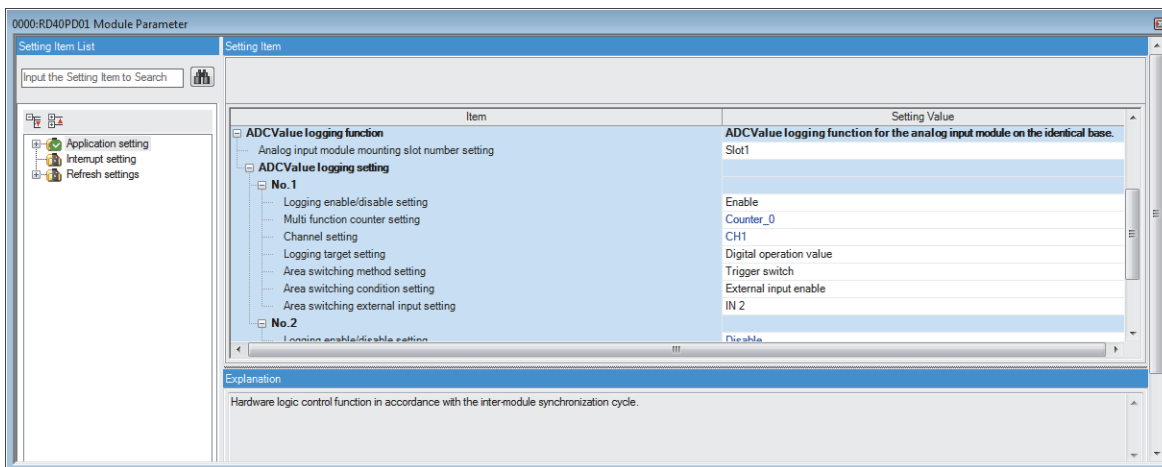 0000:RD40PD01 Module Parameter
Setting Item List
Setting Item
Input the Setting Item to Search
Item Setting Value
ADCValue logging function ADCValue logging function for the analog input module on the identical base.
Analog input module mounting slot number setting Slot1
ADCValue logging setting
No.1
Logging enable/disable setting Enable
Multi function counter setting Counter_0
Channel setting CH1
Logging target setting Digital operation value
Area switching method setting Trigger switch
Area switching condition setting External input enable
Area switching external input setting IN 2
No.2
Logging enable/disable setting Disable
Application setting
Interrupt setting
Refresh settings
Explanation
Hardware logic control function in accordance with the inter-module synchronization cycle.